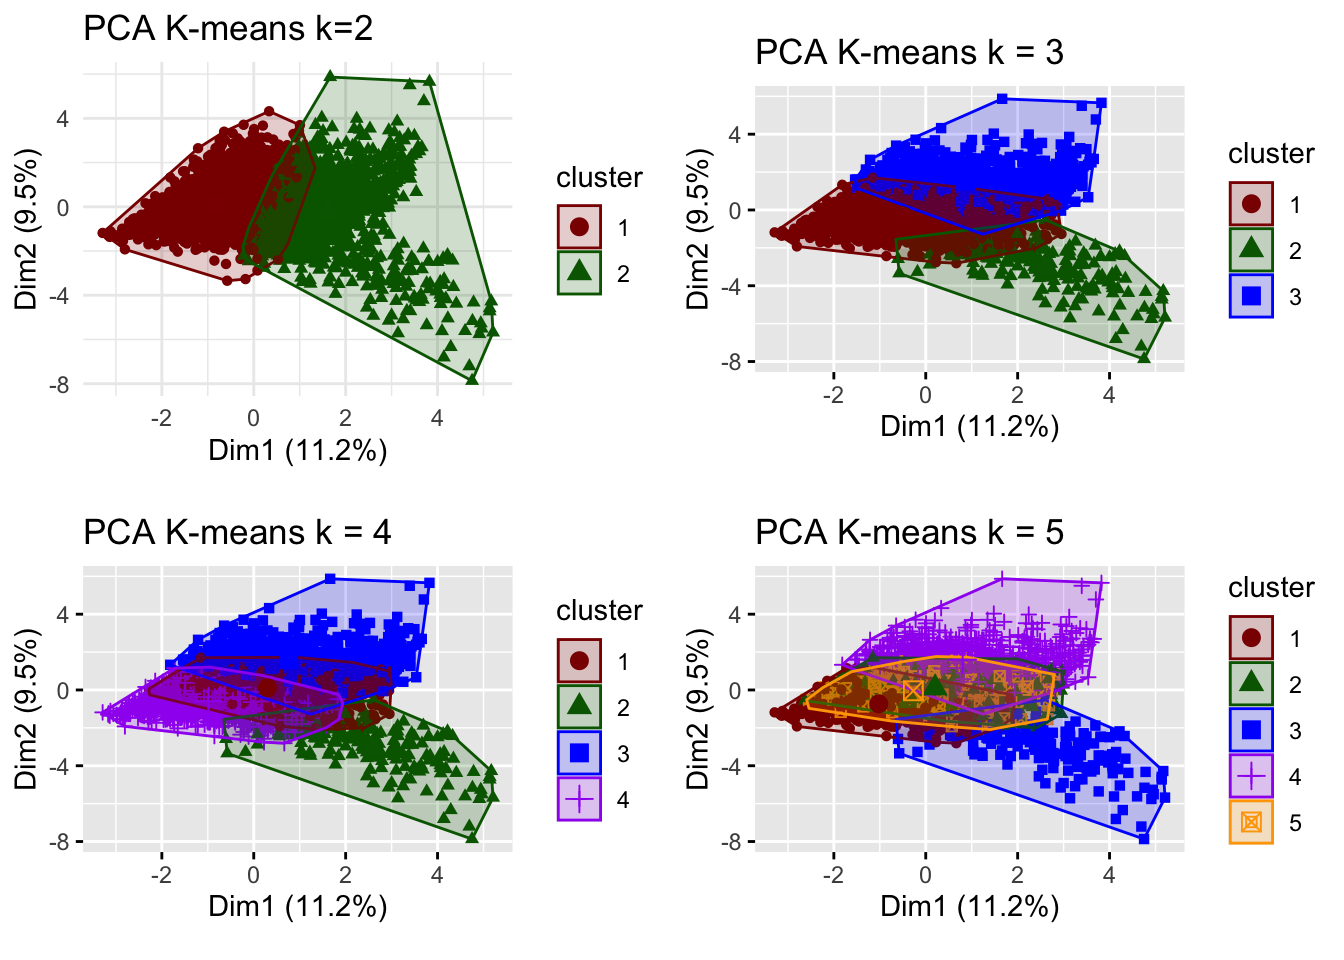 PCA K-means k=2
4
0
-4
-8
-2
0
2
4
Dim1 (11.2%)
Dim2 (9.5%)
cluster
1
2
PCA K-means k = 3
4
0
-4
-8
-2
0
2
4
Dim1 (11.2%)
Dim2 (9.5%)
cluster
1
2
3
PCA K-means k = 4
4
0
-4
-8
-2
0
2
4
Dim1 (11.2%)
Dim2 (9.5%)
cluster
1
2
3
4
PCA K-means k = 5
4
0
-4
-8
-2
0
2
4
Dim1 (11.2%)
Dim2 (9.5%)
cluster
1
2
3
4
5